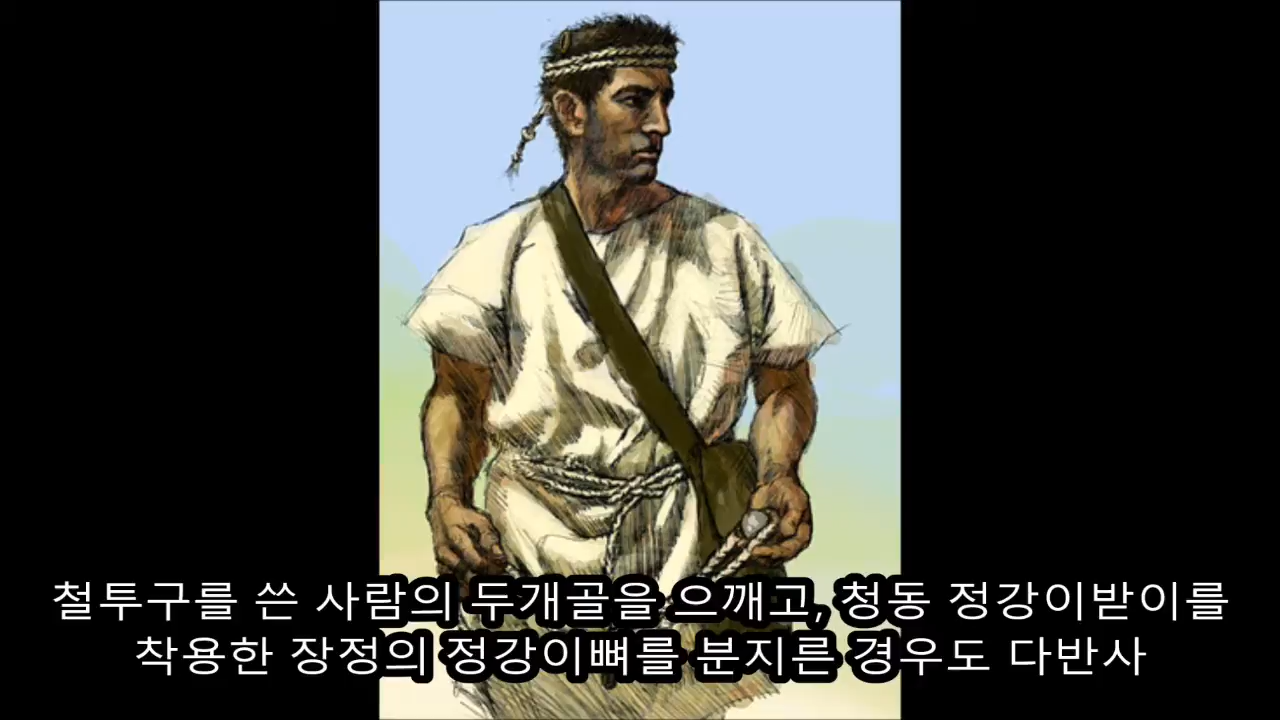 철투구를 쓴 사람의 두개골을 으깨고, 청동 정강이받이를
착용한 장정의 정강이뼈를 분지른 경우도 다반사